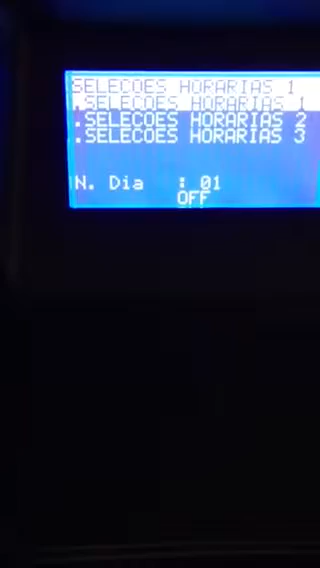 SELECOES HORARIAS 1
.SELECOES HORARIAS 1
.SELECOES HORARIAS 2
.SELECOES HORARIAS 3
N. Dia : 01
OFF